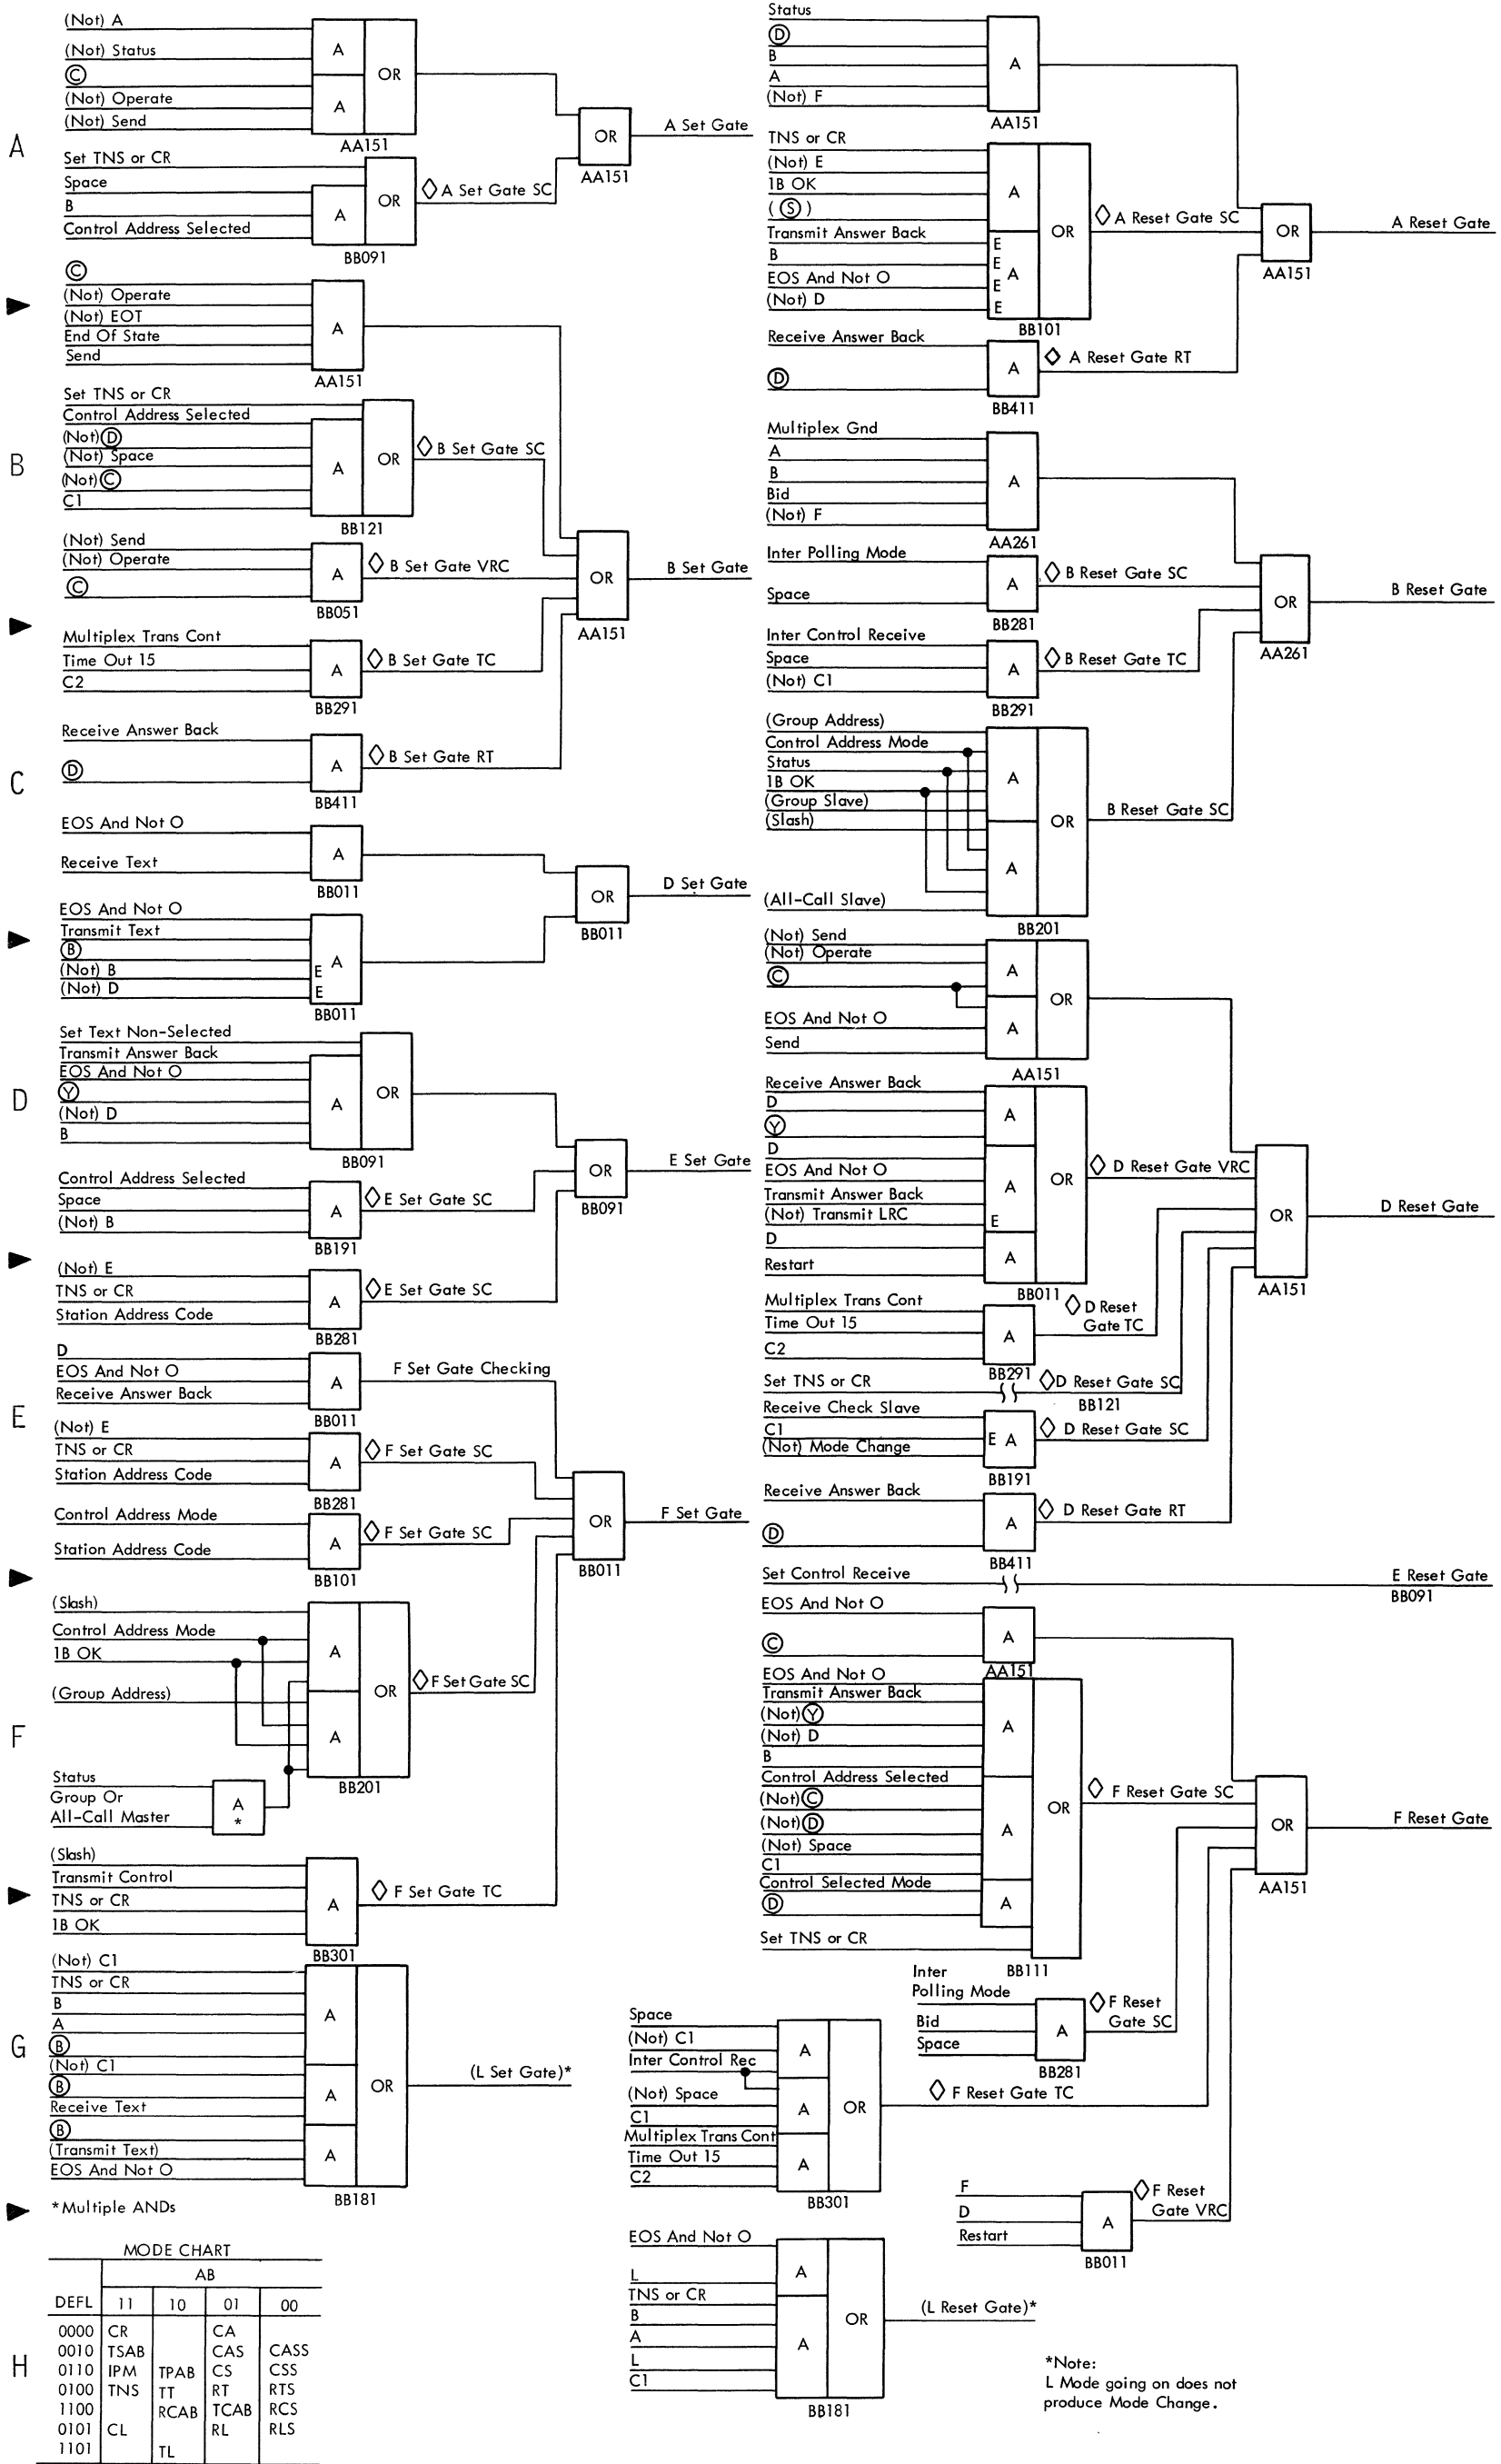 (Not) A
(Not) Status
Ⓒ
(Not) Operate
(Not) Send
A
A
OR
AA151
Set TNS or CR
Space
B
Control Address Selected
A
OR
BB091
◇ A Set Gate SC
OR
AA151
A Set Gate
A
Ⓒ
(Not) Operate
(Not) EOT
End Of State
Send
A
AA151
Set TNS or CR
Control Address Selected
(Not) Ⓓ
(Not) Space
(Not) Ⓒ
C1
A
OR
BB121
◇ B Set Gate SC
B
(Not) Send
(Not) Operate
Ⓒ
A
BB051
◇ B Set Gate VRC
OR
AA151
B Set Gate
Multiplex Trans Cont
Time Out 15
C2
A
BB291
◇ B Set Gate TC
Receive Answer Back
Ⓓ
A
BB411
◇ B Set Gate RT
C
EOS And Not O
Receive Text
A
BB011
EOS And Not O
Transmit Text
Ⓑ
(Not) B
(Not) D
E
E
A
BB011
OR
BB011
D Set Gate
Set Text Non-Selected
Transmit Answer Back
EOS And Not O
Ⓨ
(Not) D
B
A
OR
BB091
D
Control Address Selected
Space
(Not) B
A
BB191
◇ E Set Gate SC
OR
BB091
E Set Gate
(Not) E
TNS or CR
Station Address Code
A
BB281
◇ E Set Gate SC
D
EOS And Not O
Receive Answer Back
A
BB011
F Set Gate Checking
E
(Not) E
TNS or CR
Station Address Code
A
BB281
◇ F Set Gate SC
Control Address Mode
Station Address Code
A
BB101
◇ F Set Gate SC
OR
BB011
F Set Gate
(Slash)
Control Address Mode
1B OK
(Group Address)
A
A
OR
BB201
◇ F Set Gate SC
F
Status
Group Or
All-Call Master
A
*
(Slash)
Transmit Control
TNS or CR
1B OK
A
BB301
◇ F Set Gate TC
(Not) C1
TNS or CR
B
A
Ⓑ
(Not) C1
Ⓑ
Receive Text
Ⓑ
(Transmit Text)
EOS And Not O
A
A
A
OR
BB181
(L Set Gate)*
G
*Multiple ANDs
MODE CHART
AB
DEFL 11 10 01 00
0000 CR CA
0010 TSAB CAS CASS
0110 IPM TPAB CS CSS
0100 TNS TT RT RTS
1100 RCAB TCAB RCS
0101 CL RL RLS
1101 TL
H
Status
Ⓓ
B
A
(Not) F
A
AA151
TNS or CR
(Not) E
1B OK
(Ⓢ)
Transmit Answer Back
B
EOS And Not O
(Not) D
A
E
E
E
E
A
OR
BB101
◇ A Reset Gate SC
OR
AA151
A Reset Gate
Receive Answer Back
Ⓓ
A
BB411
◇ A Reset Gate RT
Multiplex Gnd
A
B
Bid
(Not) F
A
AA261
Inter Polling Mode
Space
A
BB281
◇ B Reset Gate SC
OR
AA261
B Reset Gate
Inter Control Receive
Space
(Not) C1
A
BB291
◇ B Reset Gate TC
(Group Address)
Control Address Mode
Status
1B OK
(Group Slave)
(Slash)
(All-Call Slave)
A
A
OR
BB201
B Reset Gate SC
(Not) Send
(Not) Operate
Ⓒ
EOS And Not O
Send
A
A
OR
AA151
Receive Answer Back
D
Ⓨ
D
EOS And Not O
Transmit Answer Back
(Not) Transmit LRC
D
Restart
A
A
E
A
OR
BB011
◇ D Reset Gate VRC
OR
AA151
D Reset Gate
Multiplex Trans Cont
Time Out 15
C2
A
BB291
◇ D Reset
Gate TC
Set TNS or CR
◇ D Reset Gate SC
BB121
Receive Check Slave
C1
(Not) Mode Change
E A
BB191
◇ D Reset Gate SC
Receive Answer Back
Ⓓ
A
BB411
◇ D Reset Gate RT
Set Control Receive
E Reset Gate
BB091
EOS And Not O
Ⓒ
A
AA151
EOS And Not O
Transmit Answer Back
(Not) Ⓨ
(Not) D
B
Control Address Selected
(Not) Ⓒ
(Not) Ⓓ
(Not) Space
C1
Control Selected Mode
Ⓓ
Set TNS or CR
A
A
A
OR
BB111
◇ F Reset Gate SC
OR
AA151
F Reset Gate
Inter
Polling Mode
Bid
Space
A
BB281
◇ F Reset
Gate SC
Space
(Not) C1
Inter Control Rec
(Not) Space
C1
Multiplex Trans Cont
Time Out 15
C2
A
A
A
OR
BB301
◇ F Reset Gate TC
F
D
Restart
A
BB011
◇ F Reset
Gate VRC
EOS And Not O
L
TNS or CR
B
A
L
C1
A
A
OR
BB181
(L Reset Gate)*
*Note:
L Mode going on does not
produce Mode Change.